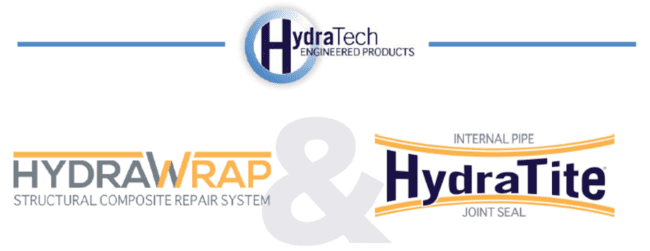 HydraTech
ENGINEERED PRODUCTS
HYDRAWRAP
STRUCTURAL COMPOSITE REPAIR SYSTEM
&
INTERNAL PIPE
HydraTite
JOINT SEAL